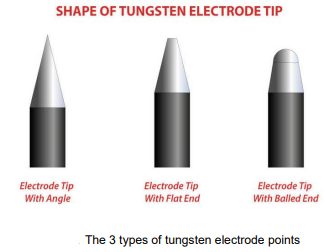 SHAPE OF TUNGSTEN ELECTRODE TIP
Electrode Tip
With Angle
Electrode Tip
With Flat End
Electrode Tip
With Balled End
The 3 types of tungsten electrode points